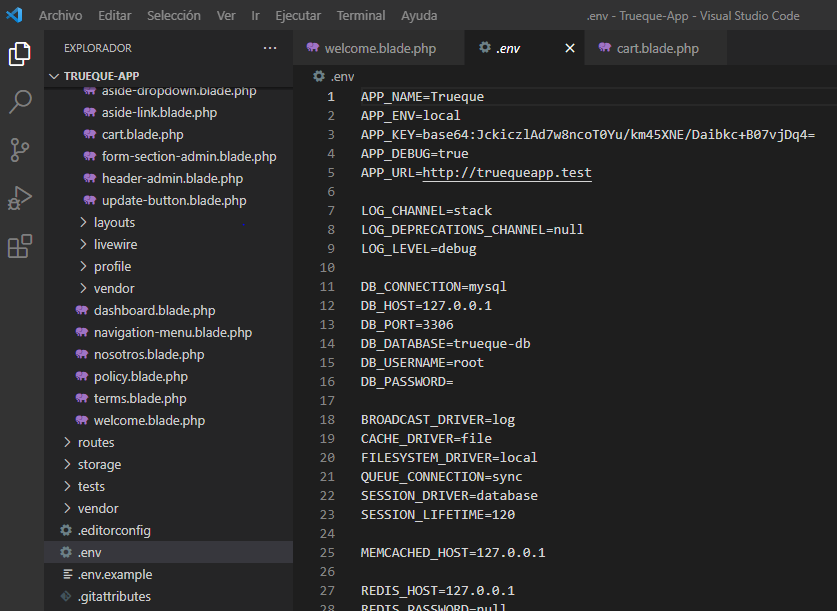 Archivo Editar Selección Ver Ir Ejecutar Terminal Ayuda .env - Trueque-App - Visual Studio Code
EXPLORADOR ...
TRUEQUE-APP
aside-dropdown.blade.php
aside-link.blade.php
cart.blade.php
form-section-admin.blade.php
header-admin.blade.php
update-button.blade.php
layouts
livewire
profile
vendor
dashboard.blade.php
navigation-menu.blade.php
nosotros.blade.php
policy.blade.php
terms.blade.php
welcome.blade.php
routes
storage
tests
vendor
.editorconfig
.env
.env.example
.gitattributes
welcome.blade.php .env cart.blade.php
.env
1 APP_NAME=Trueque
2 APP_ENV=local
3 APP_KEY=base64:JckiczlAd7w8ncoT0Yu/km45XNE/Daibkc+B07vjDq4=
4 APP_DEBUG=true
5 APP_URL=http://truequeapp.test
6
7 LOG_CHANNEL=stack
8 LOG_DEPRECATIONS_CHANNEL=null
9 LOG_LEVEL=debug
10
11 DB_CONNECTION=mysql
12 DB_HOST=127.0.0.1
13 DB_PORT=3306
14 DB_DATABASE=trueque-db
15 DB_USERNAME=root
16 DB_PASSWORD=
17
18 BROADCAST_DRIVER=log
19 CACHE_DRIVER=file
20 FILESYSTEM_DRIVER=local
21 QUEUE_CONNECTION=sync
22 SESSION_DRIVER=database
23 SESSION_LIFETIME=120
24
25 MEMCACHED_HOST=127.0.0.1
26
27 REDIS_HOST=127.0.0.1
28 REDIS_PASSWORD=null